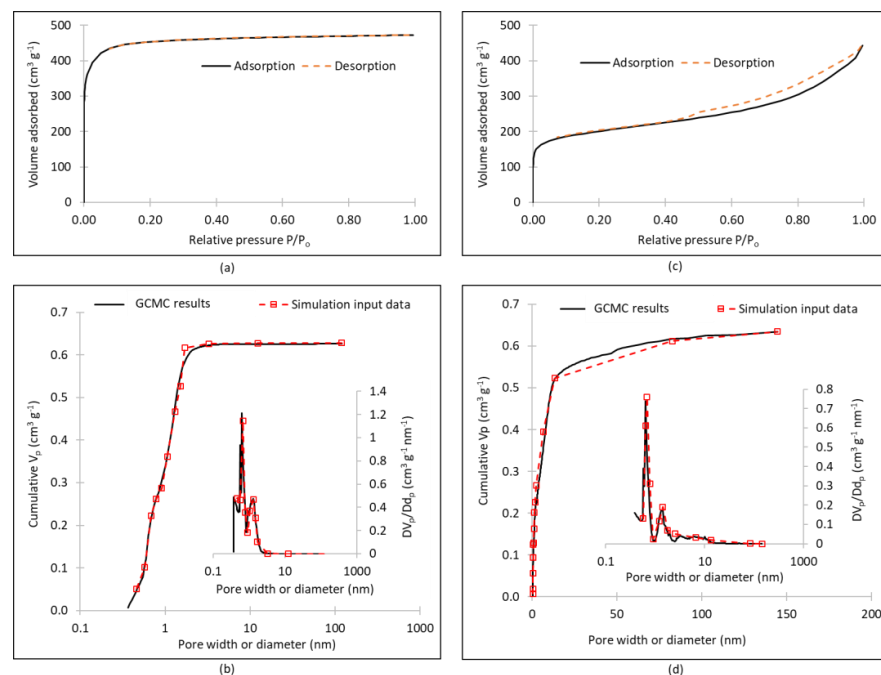 500
400
300
200
100
0
Volume adsorbed (cm³ g⁻¹)
Adsorption
Desorption
0.00 0.20 0.40 0.60 0.80 1.00
Relative pressure P/Pₒ
(a)
500
400
300
200
100
0
Volume adsorbed (cm³ g⁻¹)
Adsorption
Desorption
0.00 0.20 0.40 0.60 0.80 1.00
Relative pressure P/Pₒ
(c)
GCMC results
Simulation input data
0.7
0.6
0.5
0.4
0.3
0.2
0.1
0.0
Cumulative Vₚ (cm³ g⁻¹)
1.4
1.2
1
0.8
0.6
0.4
0.2
0
DVₚ/Ddₚ (cm³ g⁻¹ nm⁻¹)
0.1 10 1000
Pore width or diameter (nm)
0.1 1 10 100 1000
Pore width or diameter (nm)
(b)
GCMC results
Simulation input data
0.7
0.6
0.5
0.4
0.3
0.2
0.1
0.0
Cumulative Vp (cm³ g⁻¹)
0.8
0.7
0.6
0.5
0.4
0.3
0.2
0.1
0
DVₚ/Ddₚ (cm³ g⁻¹ nm⁻¹)
0.1 10 1000
Pore width or diameter (nm)
0 50 100 150 200
Pore width or diameter (nm)
(d)